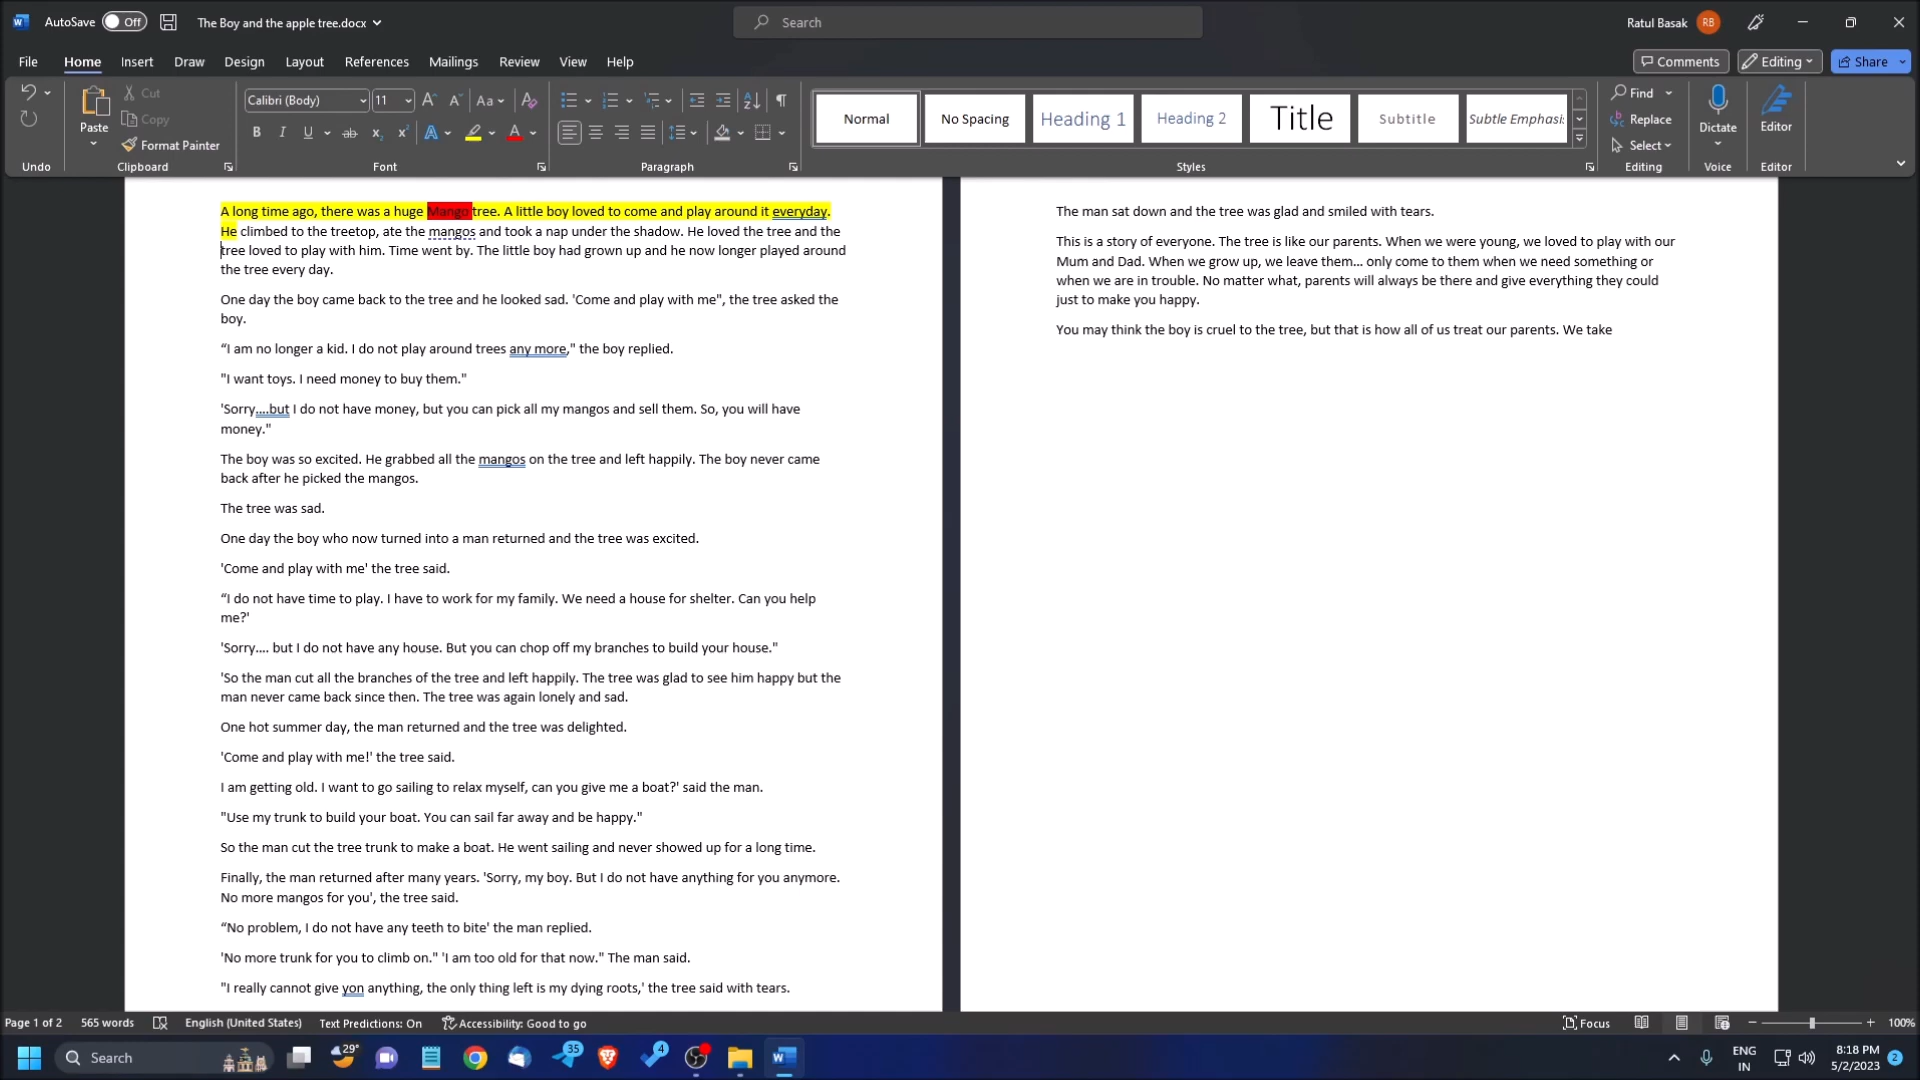 AutoSave Off The Boy and the apple tree.docx Search Ratul Basak RB
File Home Insert Draw Design Layout References Mailings Review View Help Comments Editing Share
Cut Calibri (Body) 11 Aa Find
Paste Copy Normal No Spacing Heading 1 Heading 2 Title Subtitle Subtle Emphasi Replace Dictate Editor
Format Painter B I U ab x₂ x² A A Select
Undo Clipboard Font Paragraph Styles Editing Voice Editor
A long time ago, there was a huge Mango tree. A little boy loved to come and play around it everyday.
He climbed to the treetop, ate the mangos and took a nap under the shadow. He loved the tree and the
tree loved to play with him. Time went by. The little boy had grown up and he now longer played around
the tree every day.
One day the boy came back to the tree and he looked sad. 'Come and play with me", the tree asked the
boy.
“I am no longer a kid. I do not play around trees any more," the boy replied.
"I want toys. I need money to buy them."
'Sorry....but I do not have money, but you can pick all my mangos and sell them. So, you will have
money."
The boy was so excited. He grabbed all the mangos on the tree and left happily. The boy never came
back after he picked the mangos.
The tree was sad.
One day the boy who now turned into a man returned and the tree was excited.
'Come and play with me' the tree said.
“I do not have time to play. I have to work for my family. We need a house for shelter. Can you help
me?'
'Sorry.... but I do not have any house. But you can chop off my branches to build your house."
'So the man cut all the branches of the tree and left happily. The tree was glad to see him happy but the
man never came back since then. The tree was again lonely and sad.
One hot summer day, the man returned and the tree was delighted.
'Come and play with me!' the tree said.
I am getting old. I want to go sailing to relax myself, can you give me a boat?' said the man.
"Use my trunk to build your boat. You can sail far away and be happy."
So the man cut the tree trunk to make a boat. He went sailing and never showed up for a long time.
Finally, the man returned after many years. 'Sorry, my boy. But I do not have anything for you anymore.
No more mangos for you', the tree said.
“No problem, I do not have any teeth to bite' the man replied.
'No more trunk for you to climb on." 'I am too old for that now." The man said.
"I really cannot give yon anything, the only thing left is my dying roots,' the tree said with tears.
The man sat down and the tree was glad and smiled with tears.
This is a story of everyone. The tree is like our parents. When we were young, we loved to play with our
Mum and Dad. When we grow up, we leave them... only come to them when we need something or
when we are in trouble. No matter what, parents will always be there and give everything they could
just to make you happy.
You may think the boy is cruel to the tree, but that is how all of us treat our parents. We take
Page 1 of 2 565 words English (United States) Text Predictions: On Accessibility: Good to go Focus 100%
Search 29° 35 4 ENG IN 8:18 PM 5/2/2023 2